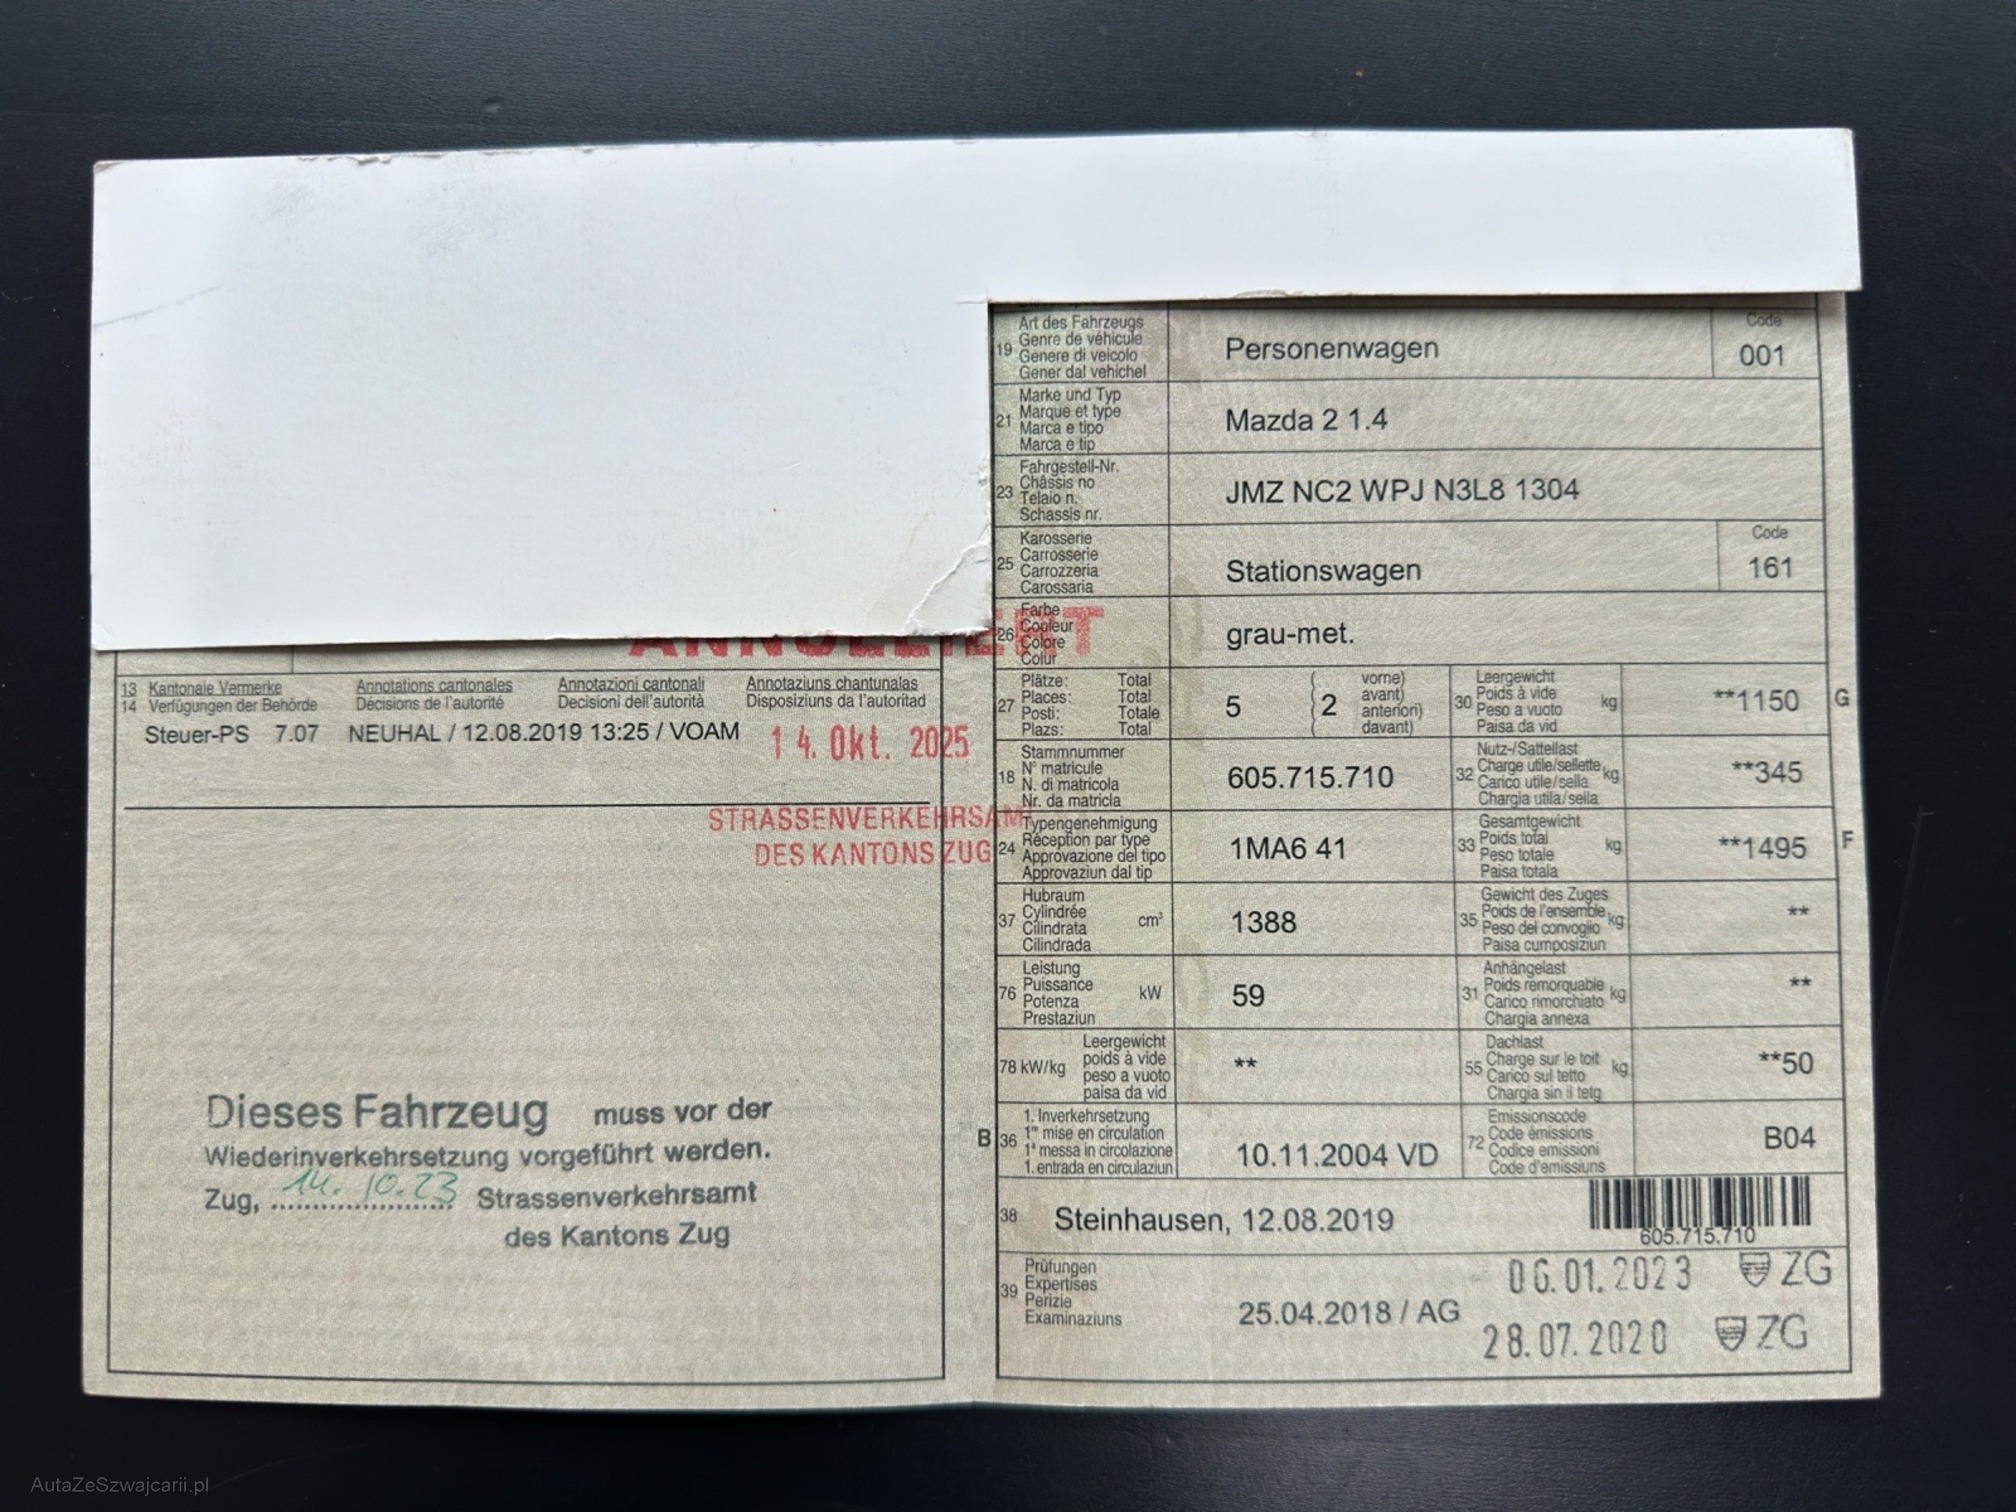 Art des Fahrzeugs
Genre de véhicule
19
Genere di veicolo
Gener dal vehichel
Personenwagen
Code
001
Marke und Typ
Marque et type
21
Marca e tipo
Marca e tip
Mazda 2 1.4
Fahrgestell-Nr.
Châssis no
23
Telaio n.
Schassis nr.
JMZ NC2 WPJ N3L8 1304
Karosserie
Carrosserie
25
Carrozzeria
Carossaria
Stationswagen
Code
161
Farbe
Couleur
26
Colore
Colur
grau-met.
13 Kantonale Vermerke Annotations cantonales Annotazioni cantonali Annotaziuns chantunalas
14 Verfügungen der Behörde Décisions de l'autorité Decisioni dell'autorità Disposiziuns da l'autoritad
Steuer-PS 7.07 NEUHAL / 12.08.2019 13:25 / VOAM
14. Okt. 2025
STRASSENVERKEHRSAM
DES KANTONS ZUG
Dieses Fahrzeug muss vor der
Wiederinverkehrsetzung vorgeführt werden.
Zug, 14.10.23 Strassenverkehrsamt
des Kantons Zug
Plätze: Total
Places: Total
27
Posti: Totale
Plazs: Total
5
2
vorne)
avant)
anteriori)
davant)
Leergewicht
30 Poids à vide kg
Peso a vuoto
Paisa da vid
**1150 G
Stammnummer
N° matricule
18
N. di matricola
Nr. da matricla
605.715.710
Nutz-/Sattellast
Charge utile/sellette
32 kg
Carico utile/sella
Chargia utila/sella
**345
Typengenehmigung
Réception par type
24
Approvazione del tipo
Approvaziun dal tip
1MA6 41
Gesamtgewicht
33 Poids total kg
Peso totale
Paisa totala
**1495 F
Hubraum
37 Cylindrée cm³
Cilindrata
Cilindrada
1388
Gewicht des Zuges
35 Poids de l'ensemble kg
Peso del convoglio
Paisa cumposiziun
**
Leistung
76 Puissance kW
Potenza
Prestaziun
59
Anhängelast
31 Poids remorquable kg
Carico rimorchiato
Chargia annexa
**
78 kW/kg
Leergewicht
poids à vide
peso a vuoto
paisa da vid
**
Dachlast
55 Charge sur le toit kg
Carico sul tetto
Chargia sin il tetg
**50
B 36
1. Inverkehrsetzung
1re mise en circulation
1a messa in circolazione
1. entrada en circulaziun
10.11.2004 VD
Emissionscode
72 Code émissions
Codice emissioni
Code d'emissiuns
B04
38 Steinhausen, 12.08.2019
605.715.710
39
Prüfungen
Expertises
Perizie
Examinaziuns
25.04.2018 / AG
06.01.2023 ZG
28.07.2020 ZG
AutaZeSzwajcarii.pl